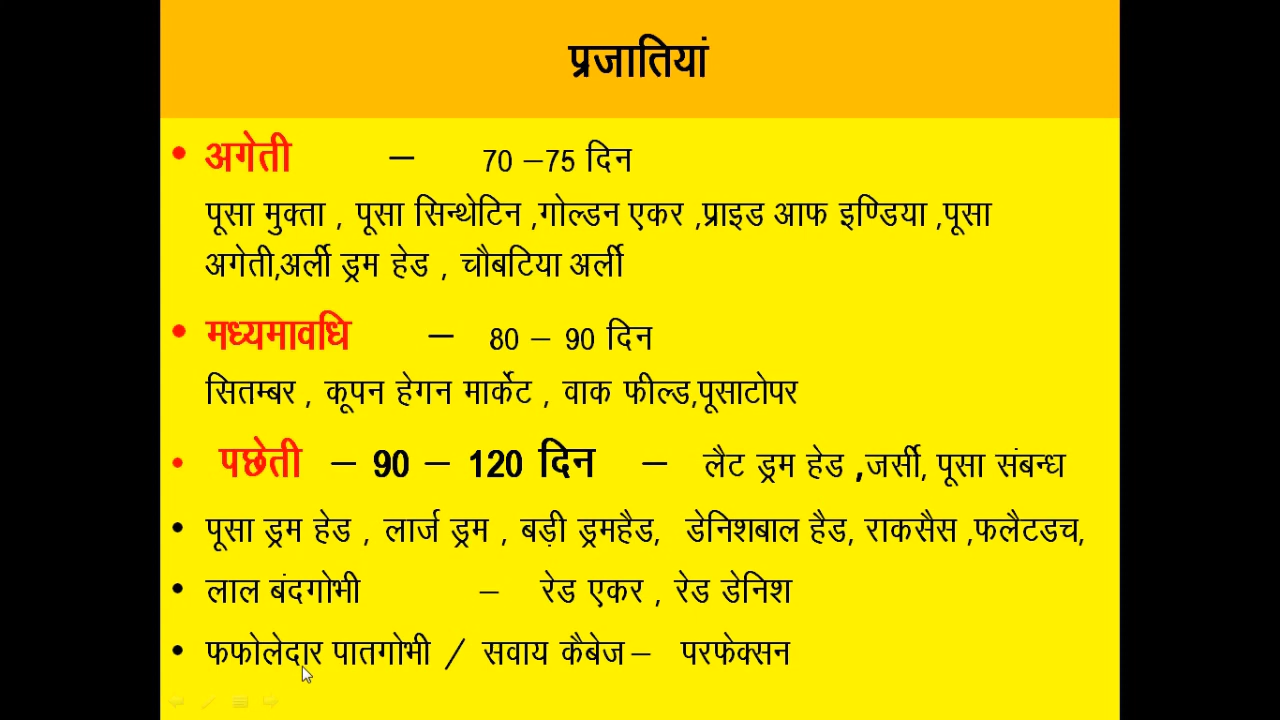 प्रजातियां
• अगेती – 70 –75 दिन
पूसा मुक्ता , पूसा सिन्थेटिन ,गोल्डन एकर ,प्राइड आफ इण्डिया ,पूसा
अगेती,अर्ली ड्रम हेड , चौबटिया अर्ली
• मध्यमावधि – 80 – 90 दिन
सितम्बर , कूपन हेगन मार्केट , वाक फील्ड,पूसाटोपर
• पछेती – 90 – 120 दिन – लैट ड्रम हेड ,जर्सी, पूसा संबन्ध
• पूसा ड्रम हेड , लार्ज ड्रम , बड़ी ड्रमहैड, डेनिशबाल हैड, राकसैस ,फलैटडच,
• लाल बंदगोभी – रेड एकर , रेड डेनिश
• फफोलेदार पातगोभी / सवाय कैबेज – परफेक्सन